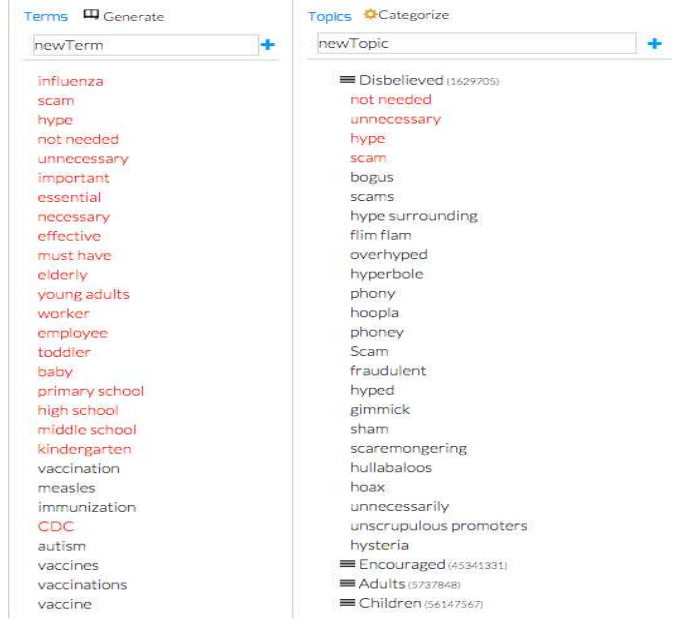 Terms Generate
newTerm +
influenza
scam
hype
not needed
unnecessary
important
essential
necessary
effective
must have
elderly
young adults
worker
employee
toddler
baby
primary school
high school
middle school
kindergarten
vaccination
measles
immunization
CDC
autism
vaccines
vaccinations
vaccine
Topics Categorize
newTopic +
Disbelieved (1629705)
not needed
unnecessary
hype
scam
bogus
scams
hype surrounding
flim flam
overhyped
hyperbole
phony
hoopla
phoney
Scam
fraudulent
hyped
gimmick
sham
scaremongering
hullabaloos
hoax
unnecessarily
unscrupulous promoters
hysteria
Encouraged (45341331)
Adults (5737848)
Children (56147567)